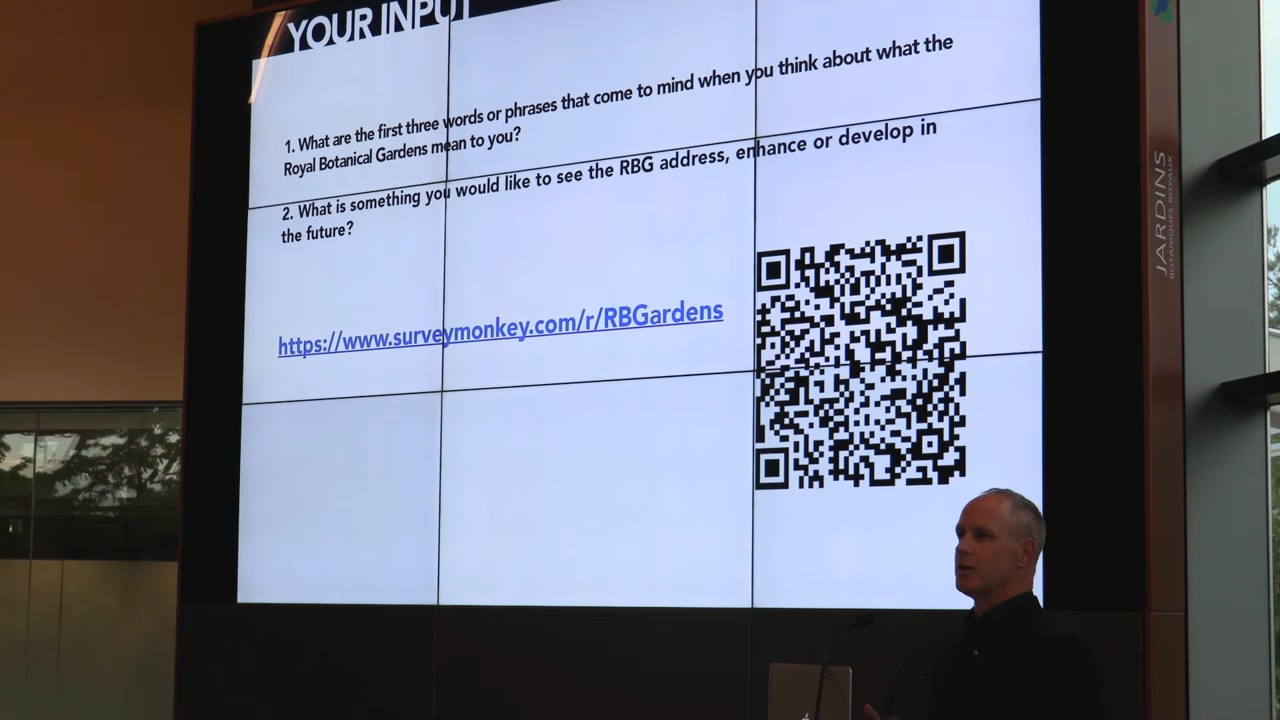 YOUR INPUT
1. What are the first three words or phrases that come to mind when you think about what the
Royal Botanical Gardens mean to you?
2. What is something you would like to see the RBG address, enhance or develop in
the future?
https://www.surveymonkey.com/r/RBGardens
JARDINS
BOTANIQUES ROYAUX